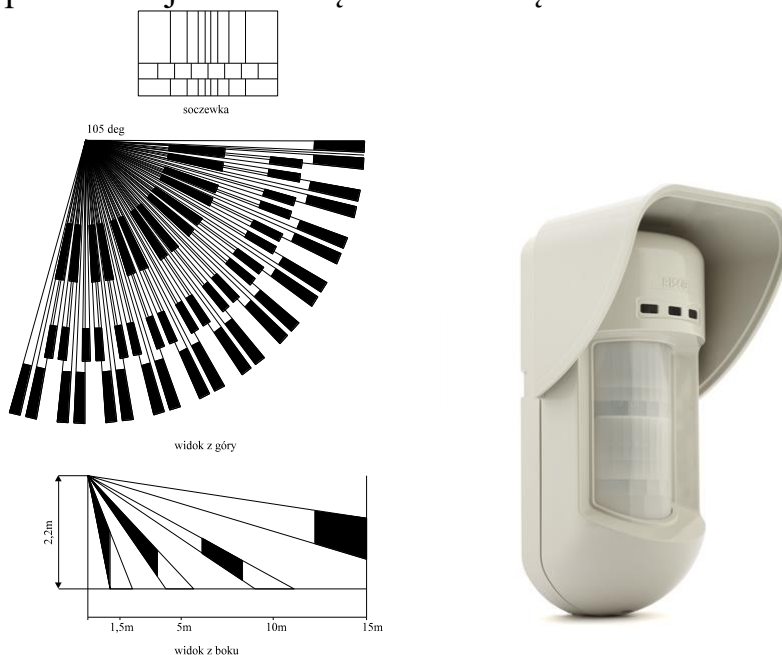 soczewka
105 deg
widok z góry
2,2m
1,5m 5m 10m 15m
widok z boku